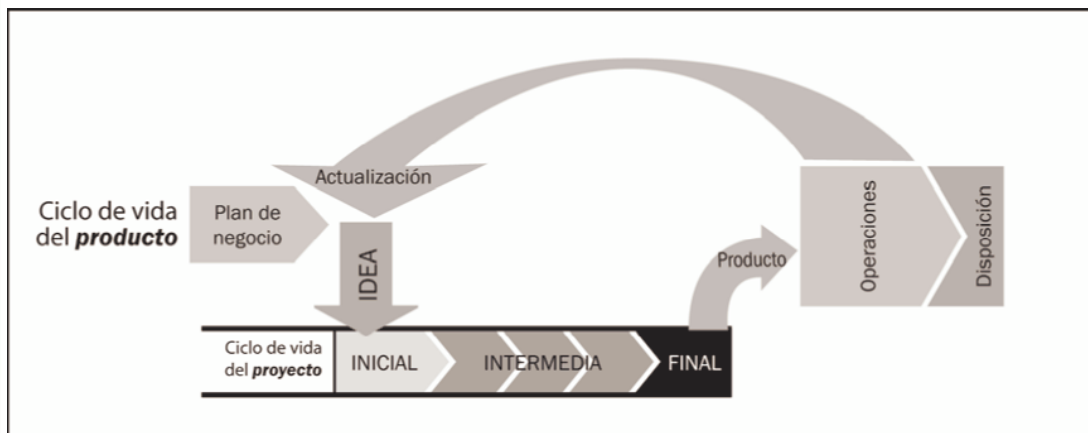 Actualización
Ciclo de vida
del producto
Plan de
negocio
IDEA
Producto
Operaciones
Disposición
Ciclo de vida
del proyecto
INICIAL
INTERMEDIA
FINAL